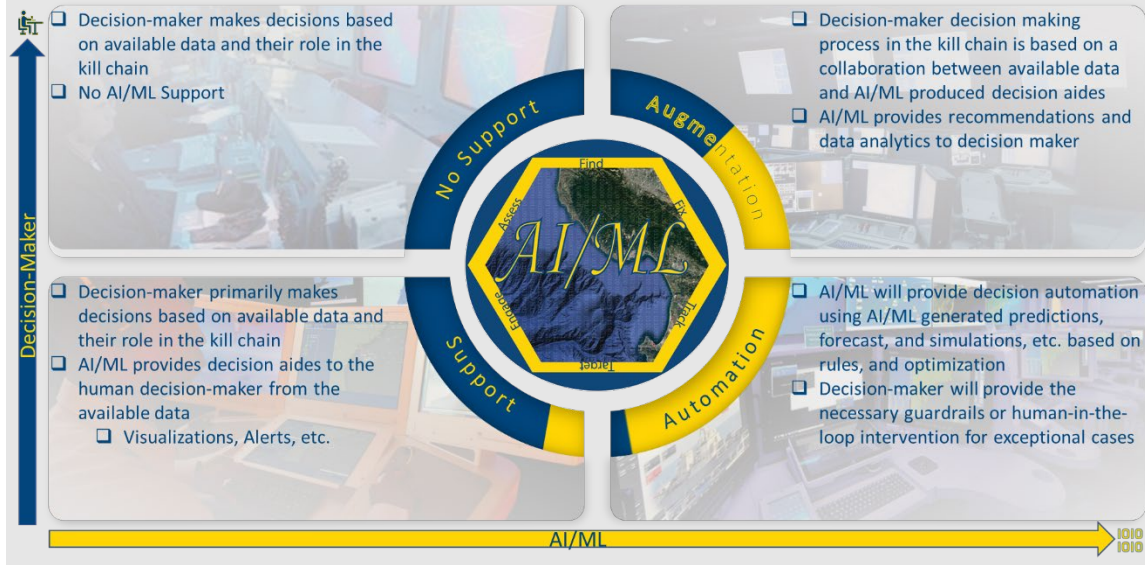 ❑ Decision-maker makes decisions based
on available data and their role in the
kill chain
❑ No AI/ML Support
❑ Decision-maker decision making
process in the kill chain is based on a
collaboration between available data
and AI/ML produced decision aides
❑ AI/ML provides recommendations and
data analytics to decision maker
No Support
Augmentation
Find
Fix
Track
Target
Engage
Assess
AI/ML
Decision-Maker
❑ Decision-maker primarily makes
decisions based on available data and
their role in the kill chain
❑ AI/ML provides decision aides to the
human decision-maker from the
available data
❑ Visualizations, Alerts, etc.
Support
Automation
❑ AI/ML will provide decision automation
using AI/ML generated predictions,
forecast, and simulations, etc. based on
rules, and optimization
❑ Decision-maker will provide the
necessary guardrails or human-in-the-
loop intervention for exceptional cases
AI/ML
1010
1010